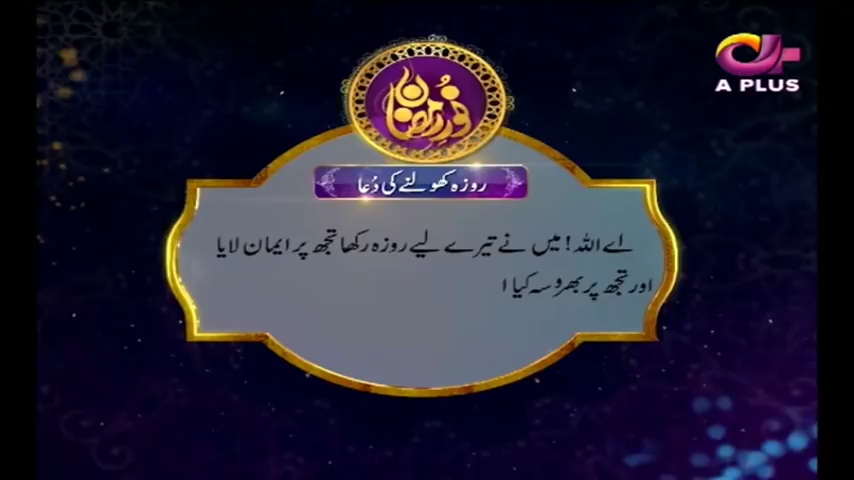 A PLUS
نورِ رمضان
روزہ کھولنے کی دُعا
اے اللہ! میں نے تیرے لیے روزہ رکھا تجھ پر ایمان لایا
اور تجھ پر بھروسہ کیا ا